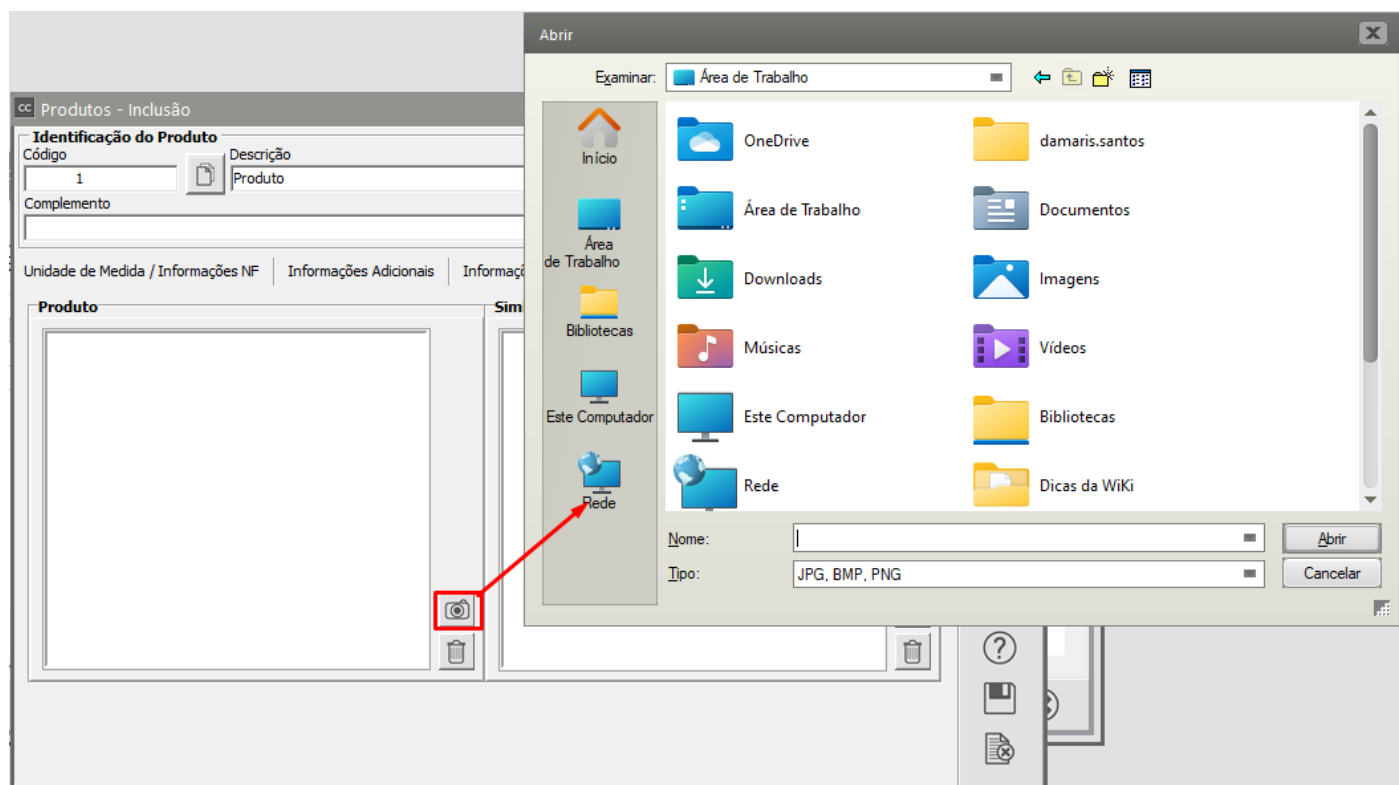 Abrir
Examinar:
Área de Trabalho
Início
Área
de Trabalho
Bibliotecas
Este Computador
Rede
OneDrive
damaris.santos
Área de Trabalho
Documentos
Downloads
Imagens
Músicas
Vídeos
Este Computador
Bibliotecas
Rede
Dicas da WiKi
Nome:
Abrir
Tipo:
JPG, BMP, PNG
Cancelar
cc Produtos - Inclusão
Identificação do Produto
Código
Descrição
1
Produto
Complemento
Unidade de Medida / Informações NF
Informações Adicionais
Informaç
Produto
Sim